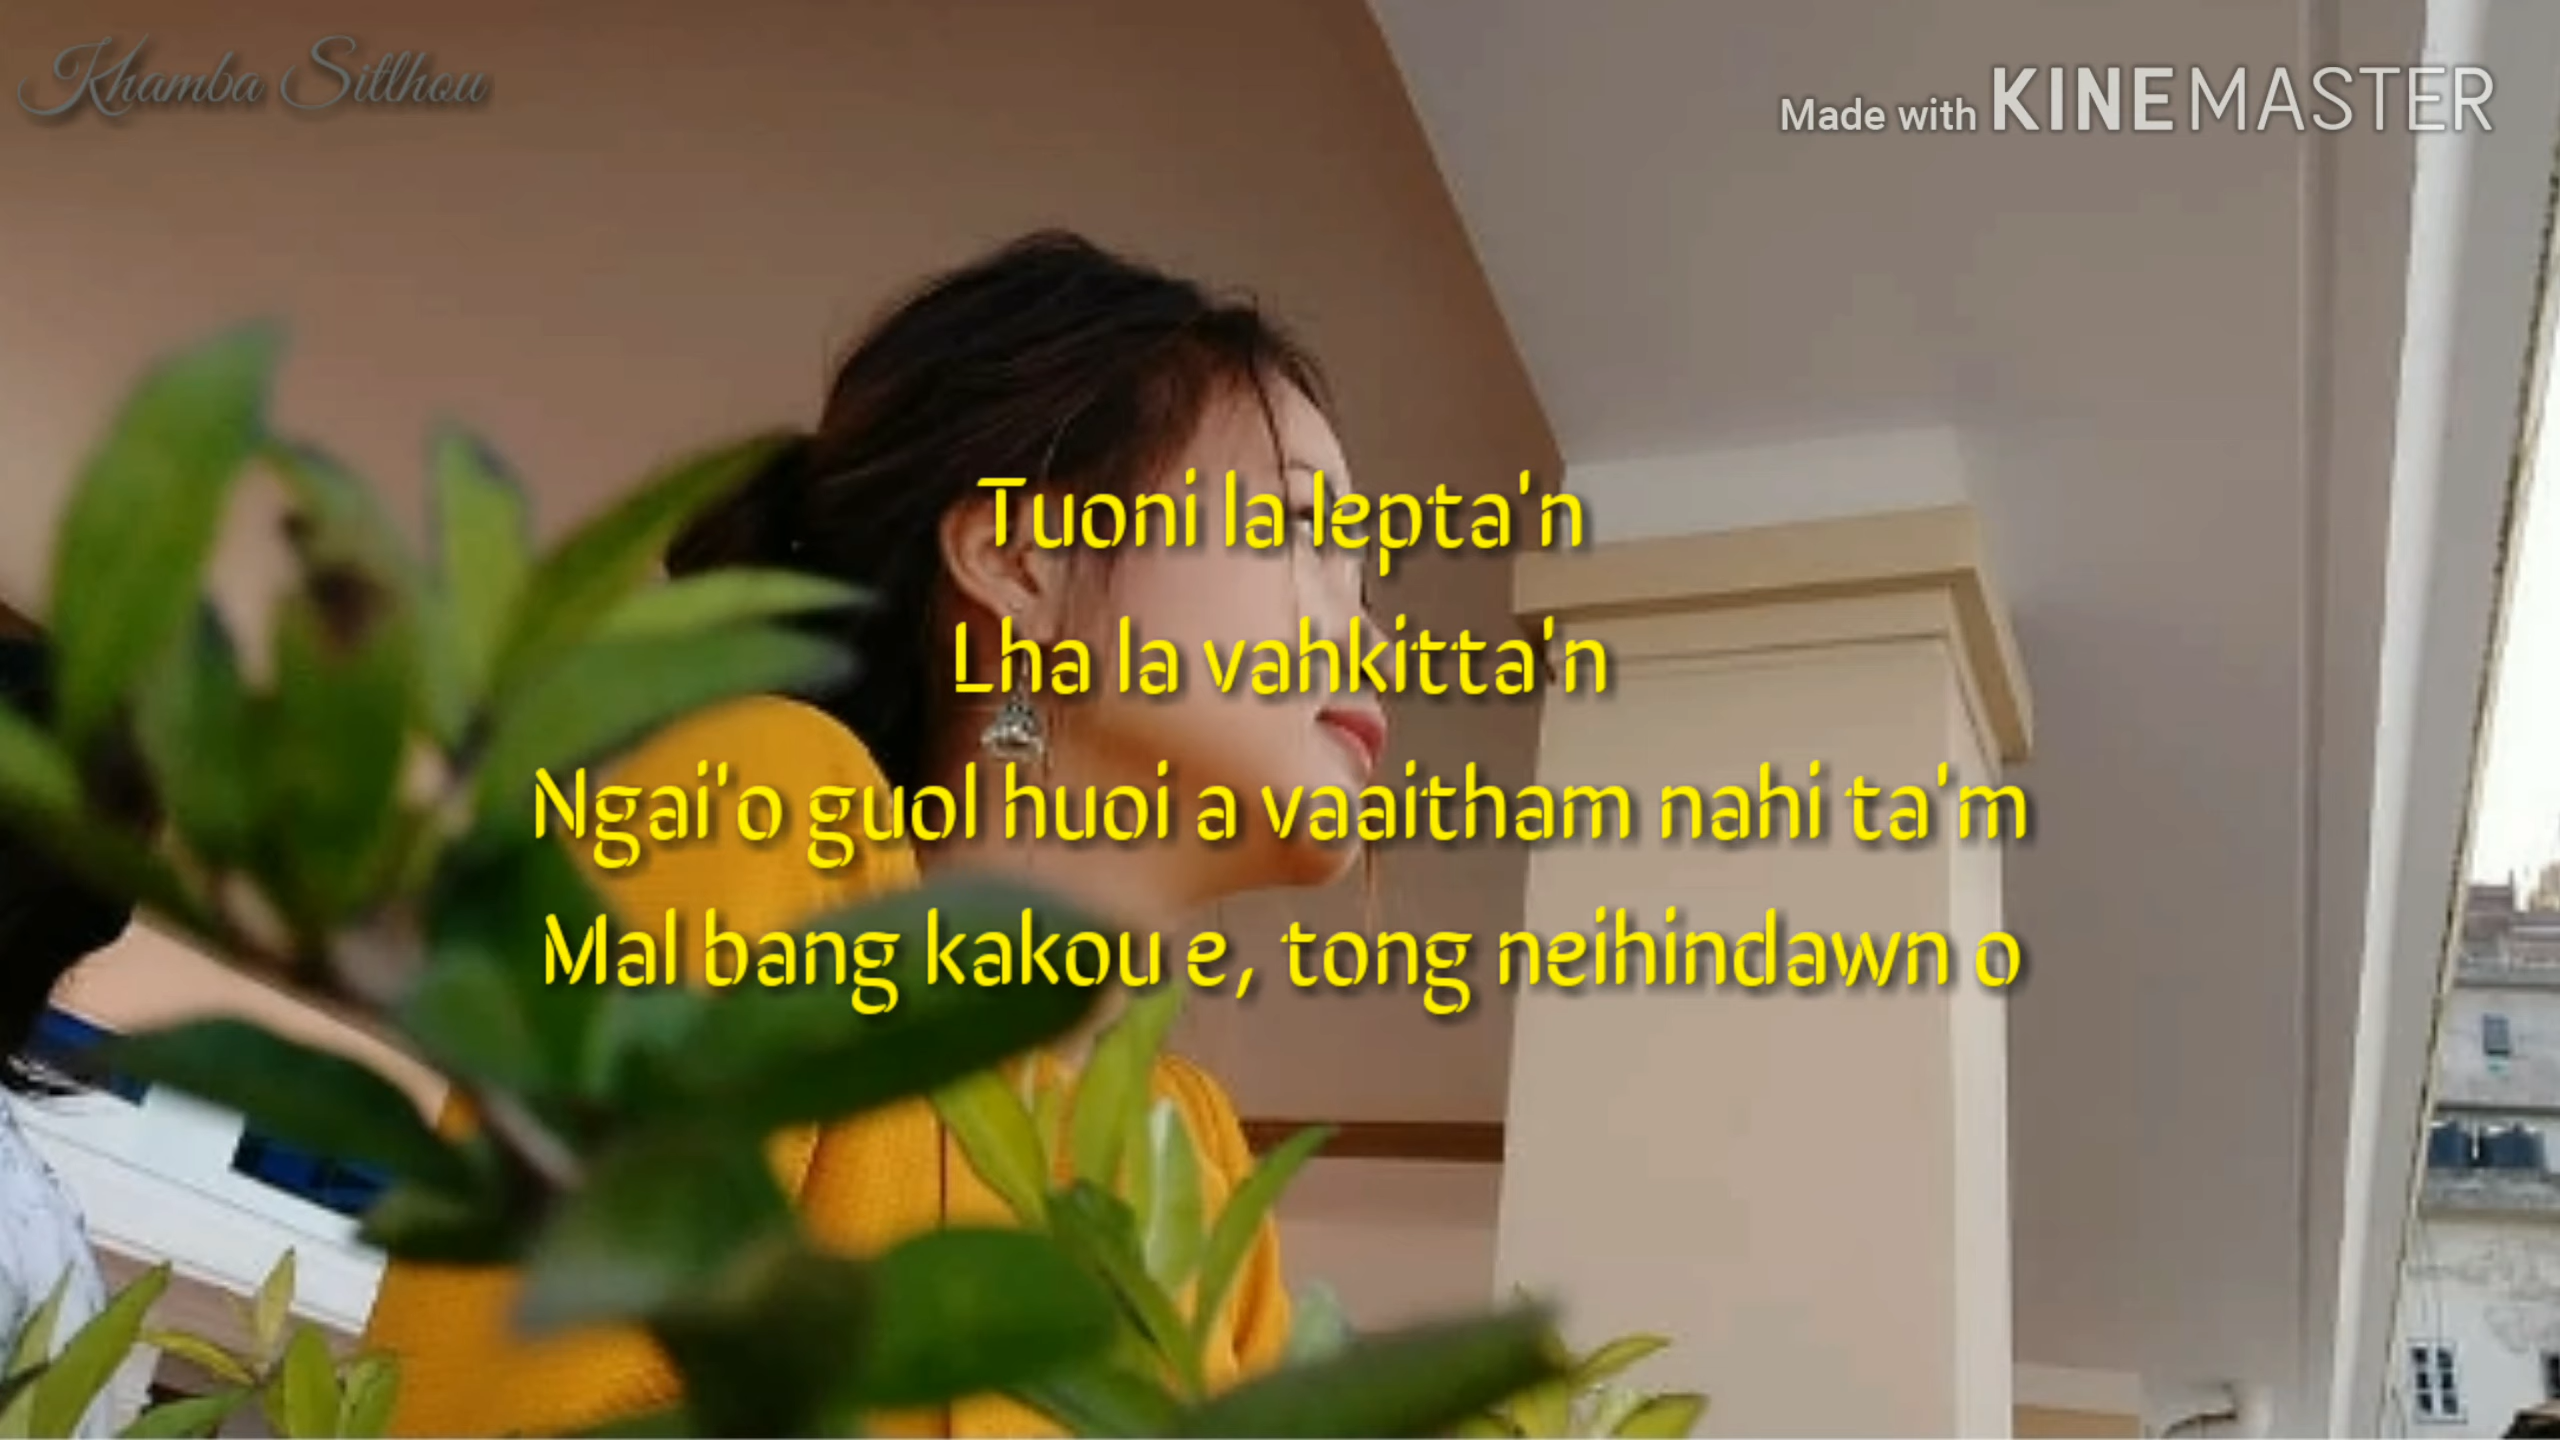 Khamba Sitlhou
Made with KINEMASTER
Tuoni la lepta'n
Lha la vahkitta'n
Ngai'o guol huoi a vaaitham nahi ta'm
Mal bang kakou e, tong neihindawn o